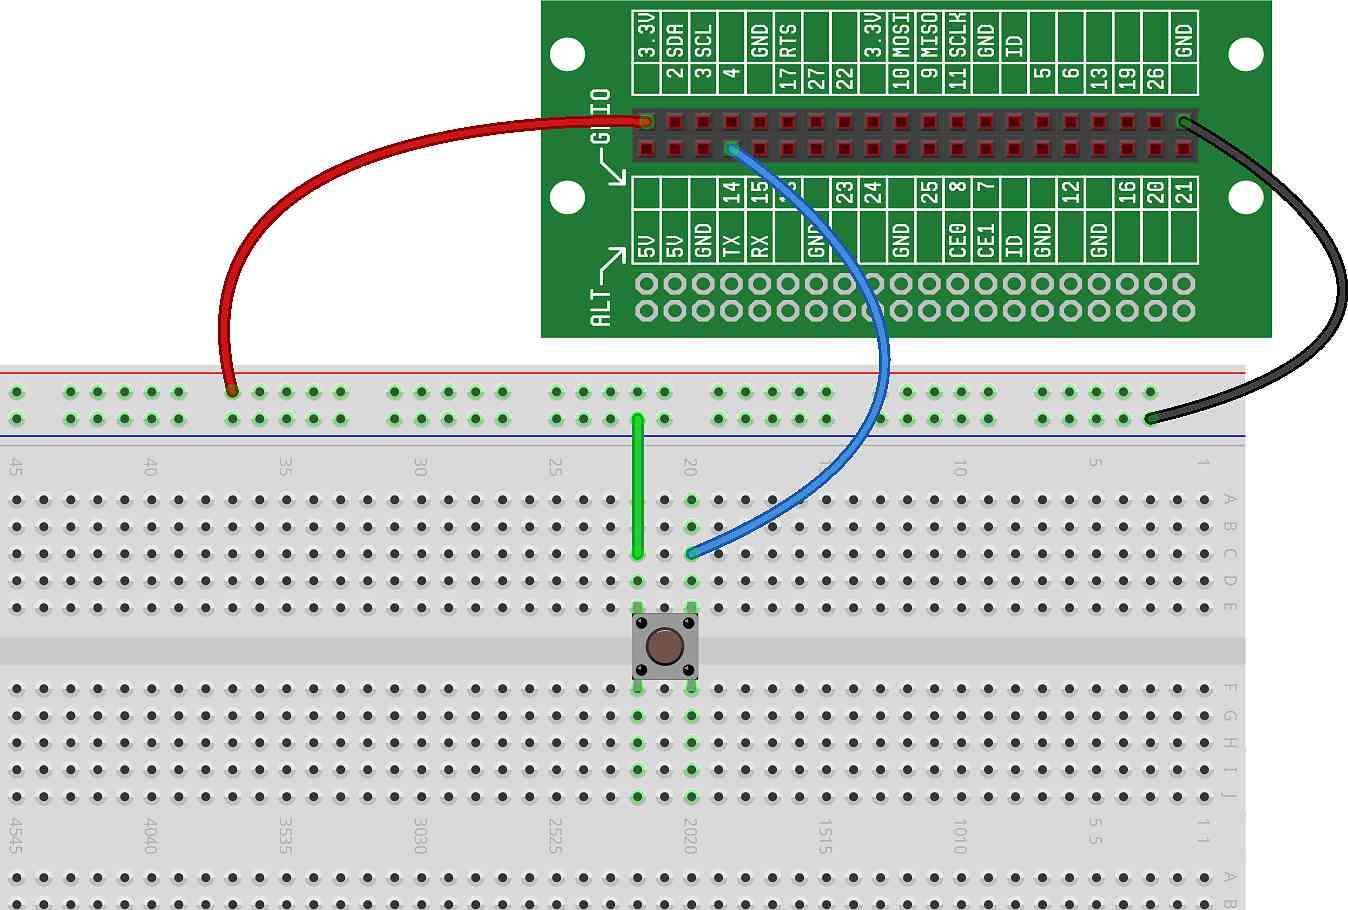 3.3V SDA SCL GND RTS 3.3V MOSI MISO SCLK GND ID GND
2 3 4 17 27 22 10 9 11 5 6 13 19 26
GPIO
14 15 23 24 25 8 7 12 16 20 21
5V 5V GND TX RX GND GND CE0 CE1 ID GND GND
ALT
45 40 35 30 25 20 10 5 1
A
B
C
D
E
F
G
H
I
J
4545 4040 3535 3030 2525 2020 1515 1010 5 5 1 1
A
B